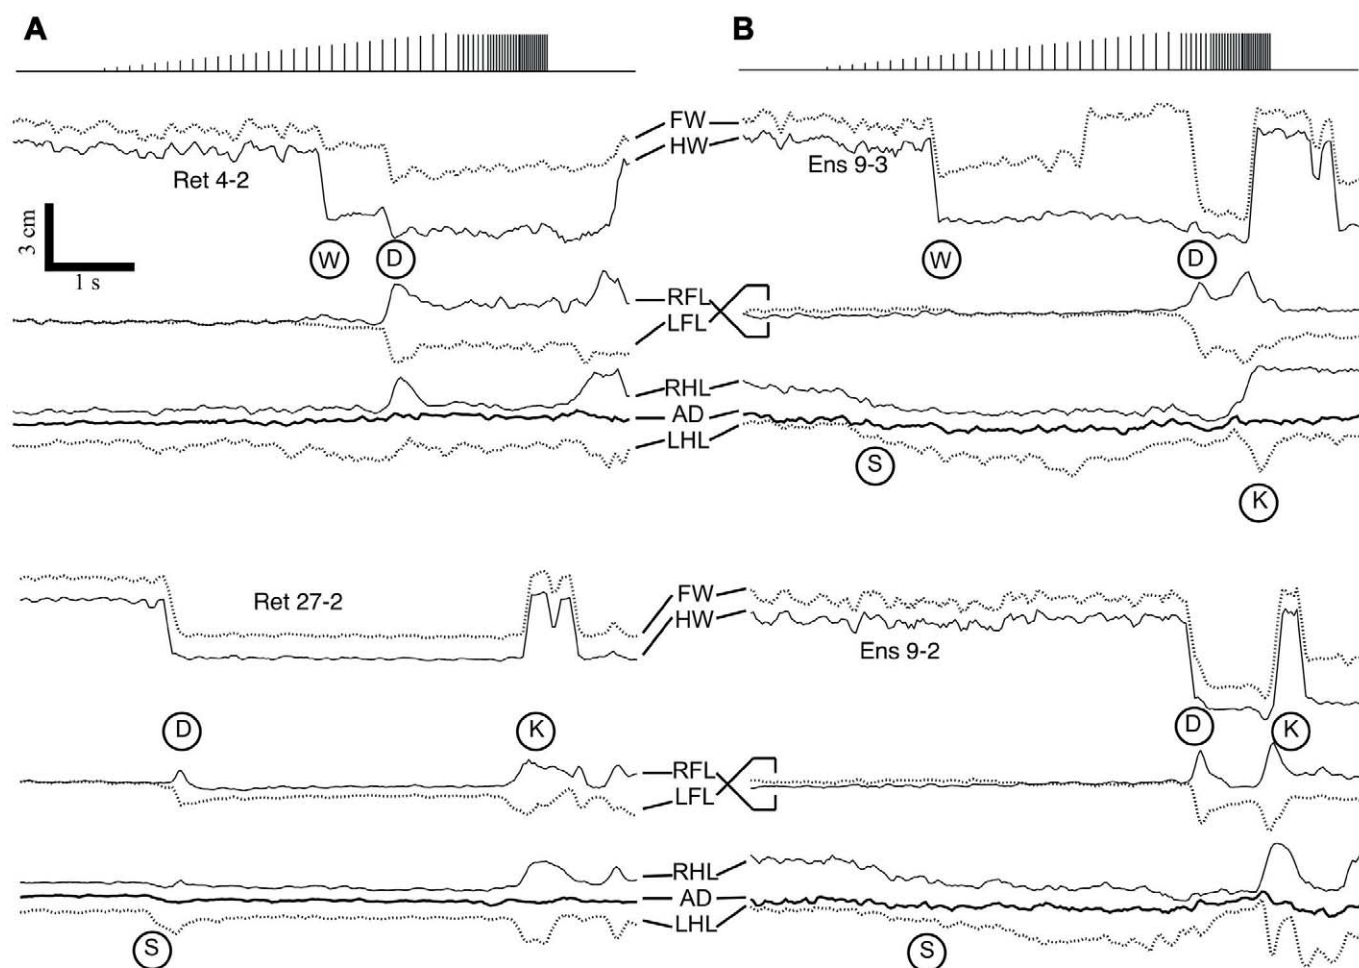 A B
FW
HW
Ret 4-2 Ens 9-3
3 cm
1 s
W D W D
RFL
LFL
RHL
AD
LHL
S
K
Ret 27-2
FW
HW
Ens 9-2
D K D K
RFL
LFL
RHL
AD
LHL
S S